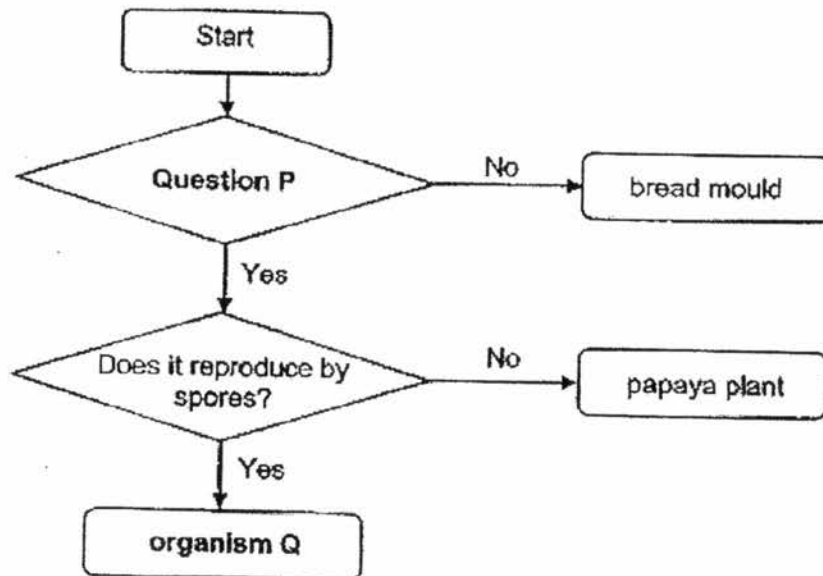 Start
Question P
No
bread mould
Yes
Does it reproduce by
spores?
No
papaya plant
Yes
organism Q